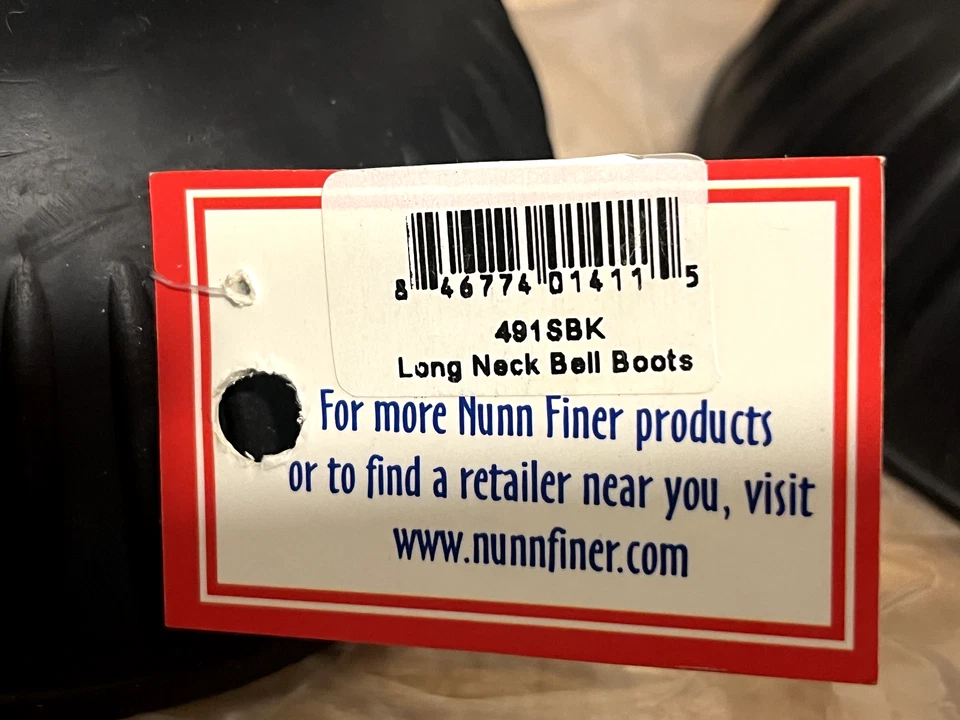 8 46774 01411 5
491SBK
Long Neck Bell Boots
For more Nunn Finer products
or to find a retailer near you, visit
www.nunnfiner.com